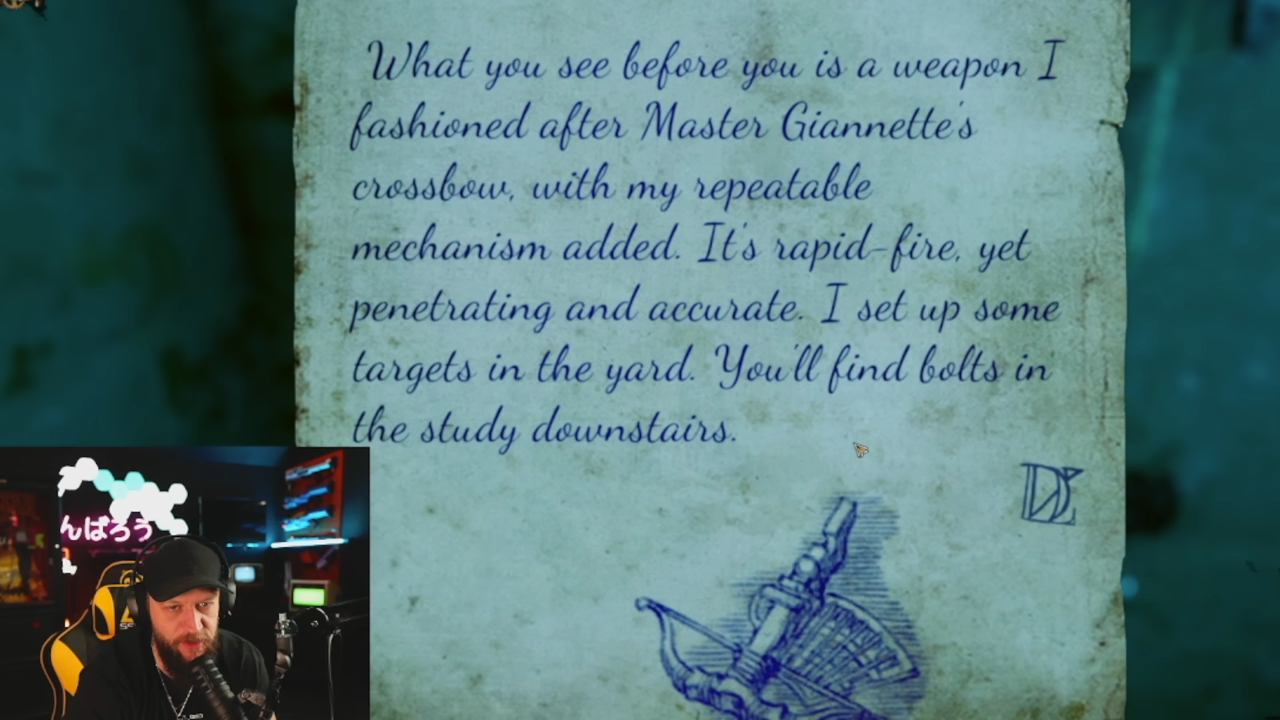 What you see before you is a weapon I
fashioned after Master Giannette's
crossbow, with my repeatable
mechanism added. It's rapid-fire, yet
penetrating and accurate. I set up some
targets in the yard. You'll find bolts in
the study downstairs.
んばろう